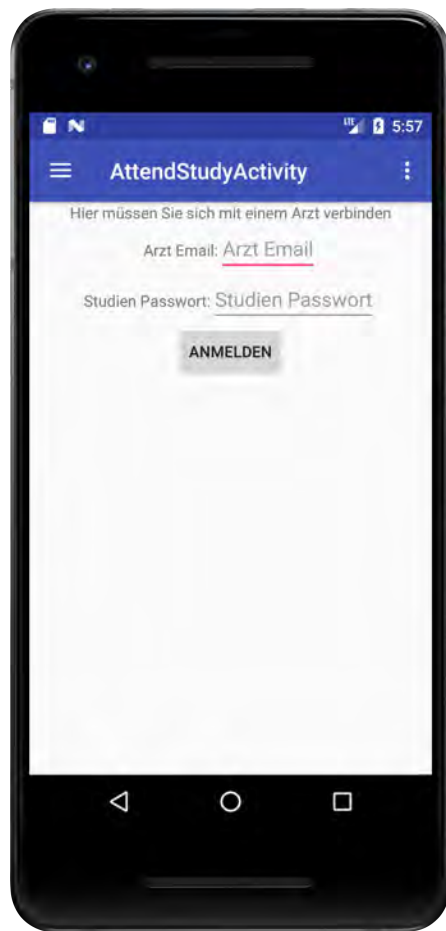 LTE 5:57
AttendStudyActivity
Hier müssen Sie sich mit einem Arzt verbinden
Arzt Email: Arzt Email
Studien Passwort: Studien Passwort
ANMELDEN